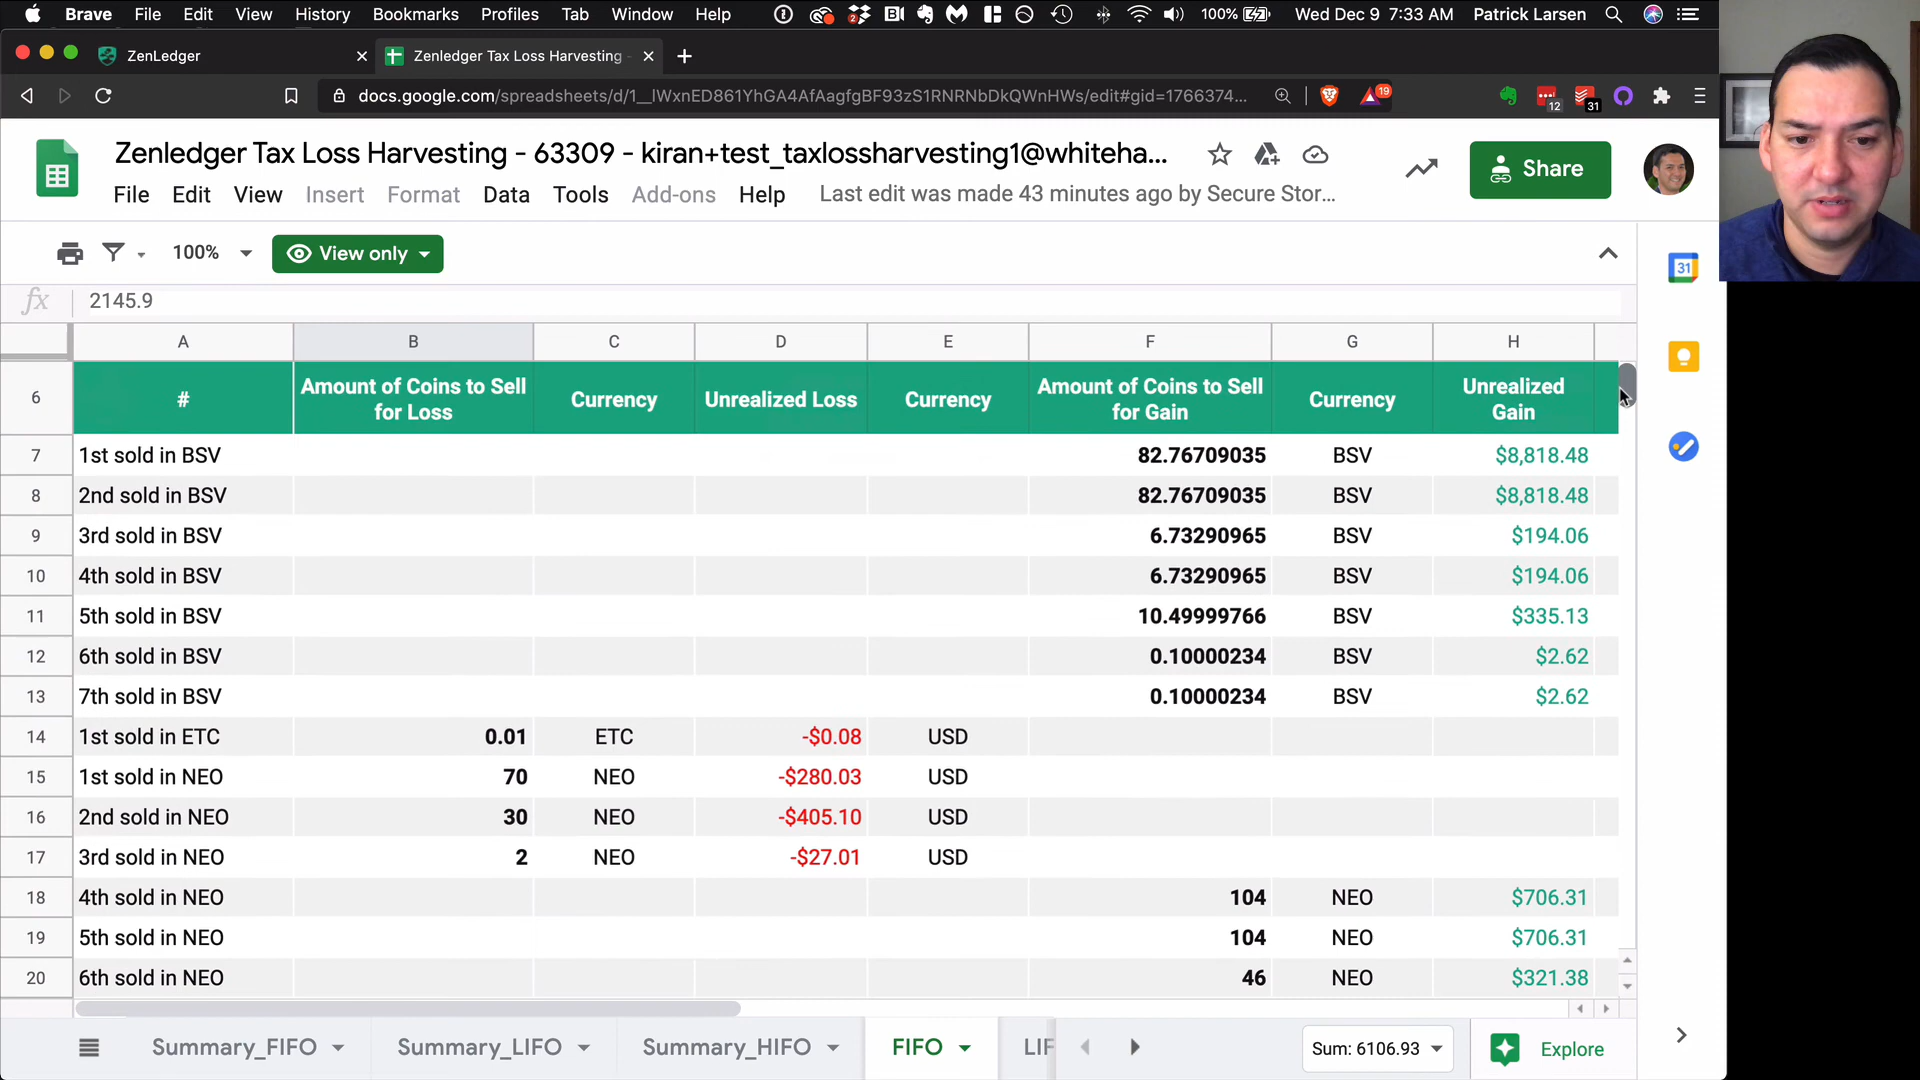 Brave File Edit View History Bookmarks Profiles Tab Window Help 100% Wed Dec 9 7:33 AM Patrick Larsen
ZenLedger Zenledger Tax Loss Harvesting -
docs.google.com/spreadsheets/d/1__lWxnED861YhGA4AfAagfgBF93zS1RNRNbDkQWnHWs/edit#gid=1766374... 19 12 31
Zenledger Tax Loss Harvesting - 63309 - kiran+test_taxlossharvesting1@whiteha...
Share
File Edit View Insert Format Data Tools Add-ons Help Last edit was made 43 minutes ago by Secure Stor...
100% View only
31
fx 2145.9
A B C D E F G H
6 # Amount of Coins to Sell for Loss Currency Unrealized Loss Currency Amount of Coins to Sell for Gain Currency Unrealized Gain
7 1st sold in BSV 82.76709035 BSV $8,818.48
8 2nd sold in BSV 82.76709035 BSV $8,818.48
9 3rd sold in BSV 6.73290965 BSV $194.06
10 4th sold in BSV 6.73290965 BSV $194.06
11 5th sold in BSV 10.49999766 BSV $335.13
12 6th sold in BSV 0.10000234 BSV $2.62
13 7th sold in BSV 0.10000234 BSV $2.62
14 1st sold in ETC 0.01 ETC -$0.08 USD
15 1st sold in NEO 70 NEO -$280.03 USD
16 2nd sold in NEO 30 NEO -$405.10 USD
17 3rd sold in NEO 2 NEO -$27.01 USD
18 4th sold in NEO 104 NEO $706.31
19 5th sold in NEO 104 NEO $706.31
20 6th sold in NEO 46 NEO $321.38
Summary_FIFO Summary_LIFO Summary_HIFO FIFO LIF Sum: 6106.93 Explore